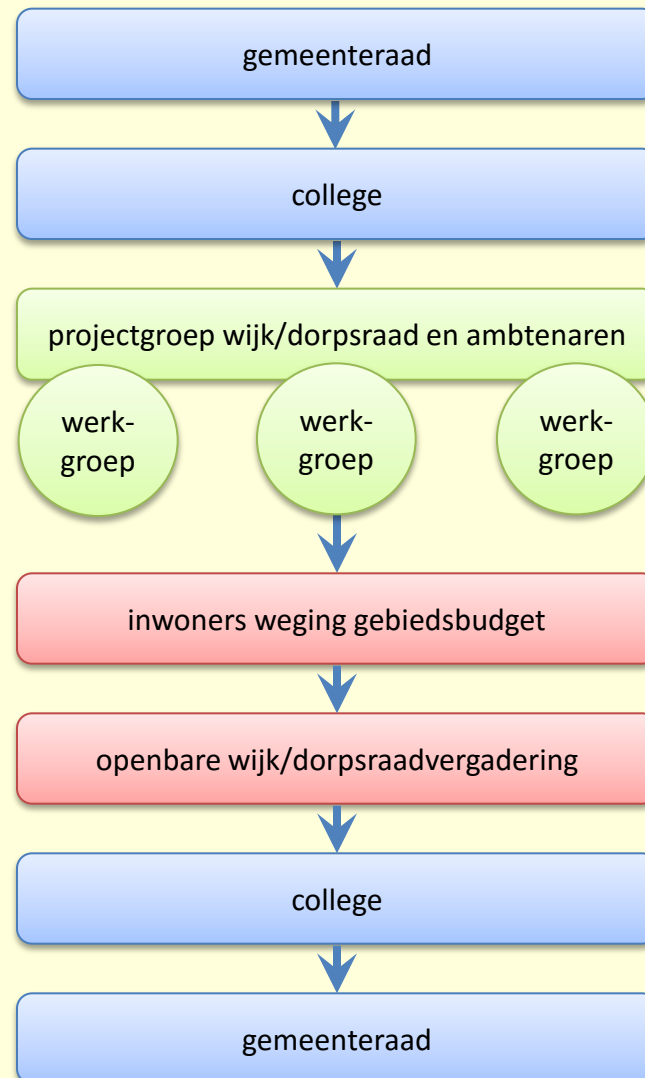 gemeenteraad
college
projectgroep wijk/dorpsraad en ambtenaren
werk-
groep
werk-
groep
werk-
groep
inwoners weging gebiedsbudget
openbare wijk/dorpsraadvergadering
college
gemeenteraad